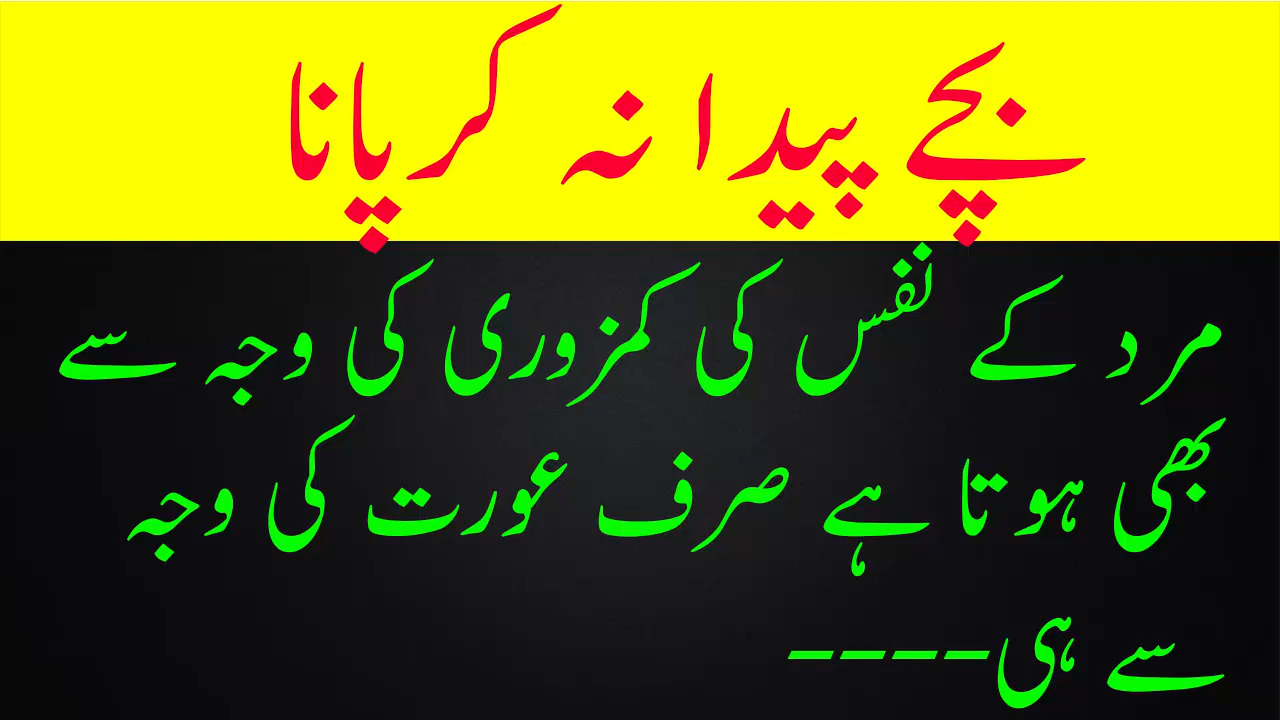 بچے پیدا نہ کر پانا
مرد کے نفس کی کمزوری کی وجہ سے
بھی ہوتا ہے صرف عورت کی وجہ
سے ہی----